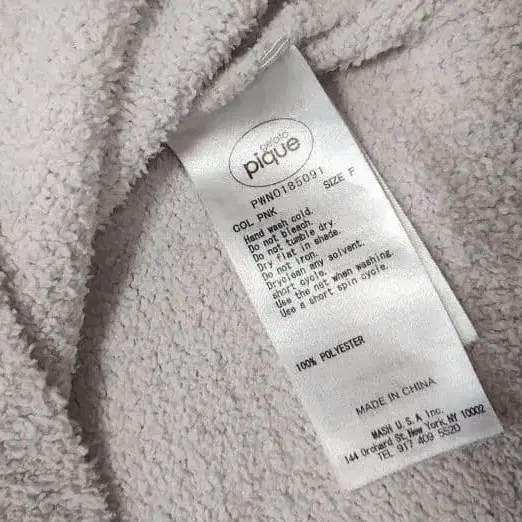 gelato
pique
PWNO185091
COL PNK SIZE F
Hand wash cold.
Do not bleach.
Do not tumble dry.
Dry flat in shade.
Do not iron.
Dryclean any solvent.
short cycle.
Use the net when washing.
Use a short spin cycle.
100% POLYESTER
MADE IN CHINA
MASH U.S.A Inc.
144 Orchard St, New York, NY 10002
TEL 917 409 5520